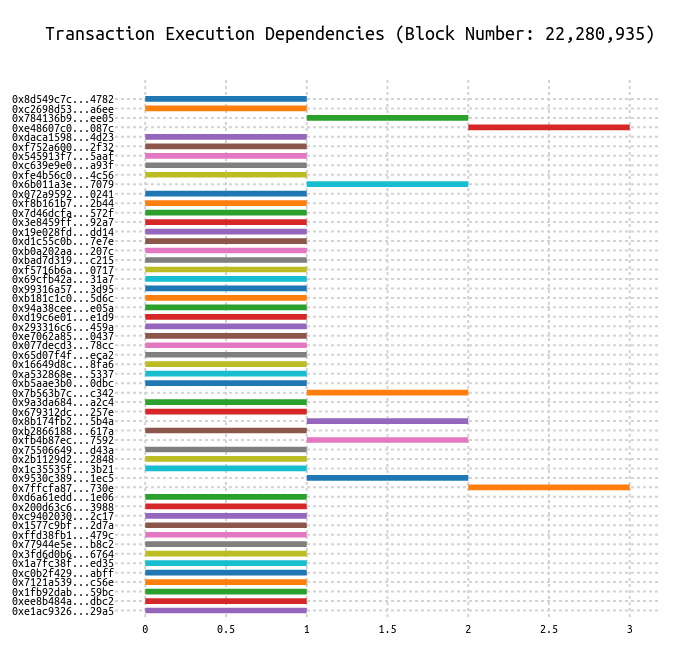 Transaction Execution Dependencies (Block Number: 22,280,935)
0x8d549c7c...4782
0xc2698d53...a6ee
0x784136b9...ee05
0xe48607c0...087c
0xdaca1598...4d23
0xf752a600...2f32
0x545913f7...5aaf
0xc639e9e0...a93f
0xfe4b56c0...4c56
0x6b011a3e...7079
0x072a9592...0241
0xf8b161b7...2b44
0x7d46dcfa...572f
0x3e8459ff...92a7
0x19e028fd...dd14
0xd1c55c0b...7e7e
0xb0a202aa...207c
0xbad7d319...c215
0xf5716b6a...0717
0x69cfb42a...31a7
0x99316a57...3d95
0xb181c1c0...5d6c
0x94a38cee...e05a
0xd19c6e01...e1d9
0x293316c6...459a
0xe7062a85...0437
0x077decd3...78cc
0x65d07f4f...eca2
0x16649d8c...8fa6
0xa532868e...5337
0xb5aae3b0...0dbc
0x7b563b7c...c342
0x9a3da684...a2c4
0x679312dc...257e
0x8b174fb2...5b4a
0xb2866188...617a
0xfb4b87ec...7592
0x75506649...d43a
0x2b1129d2...2848
0x1c35535f...3b21
0x9530c389...1ec5
0x7ffcfa87...730e
0xd6a61edd...1e06
0x200d63c6...3988
0xc9402030...2c17
0x1577c9bf...2d7a
0xffd38fb1...479c
0x77944e5e...b8c2
0x3fd6d0b6...6764
0x1a7fc38f...ed35
0xc0b2f429...abff
0x7121a539...c56e
0x1fb92dab...59bc
0xee8b484a...dbc2
0xe1ac9326...29a5
0 0.5 1 1.5 2 2.5 3